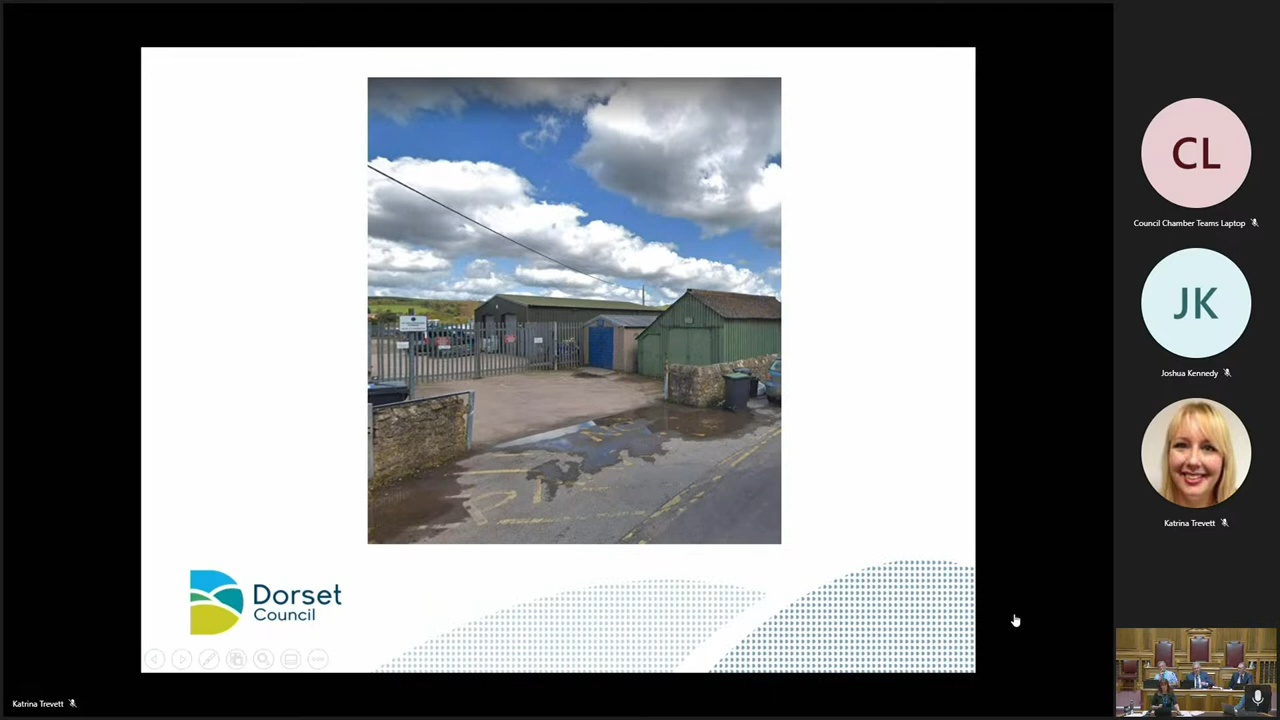 Dorset
Council
CL
Council Chamber Teams Laptop
JK
Joshua Kennedy
Katrina Trevett
Katrina Trevett